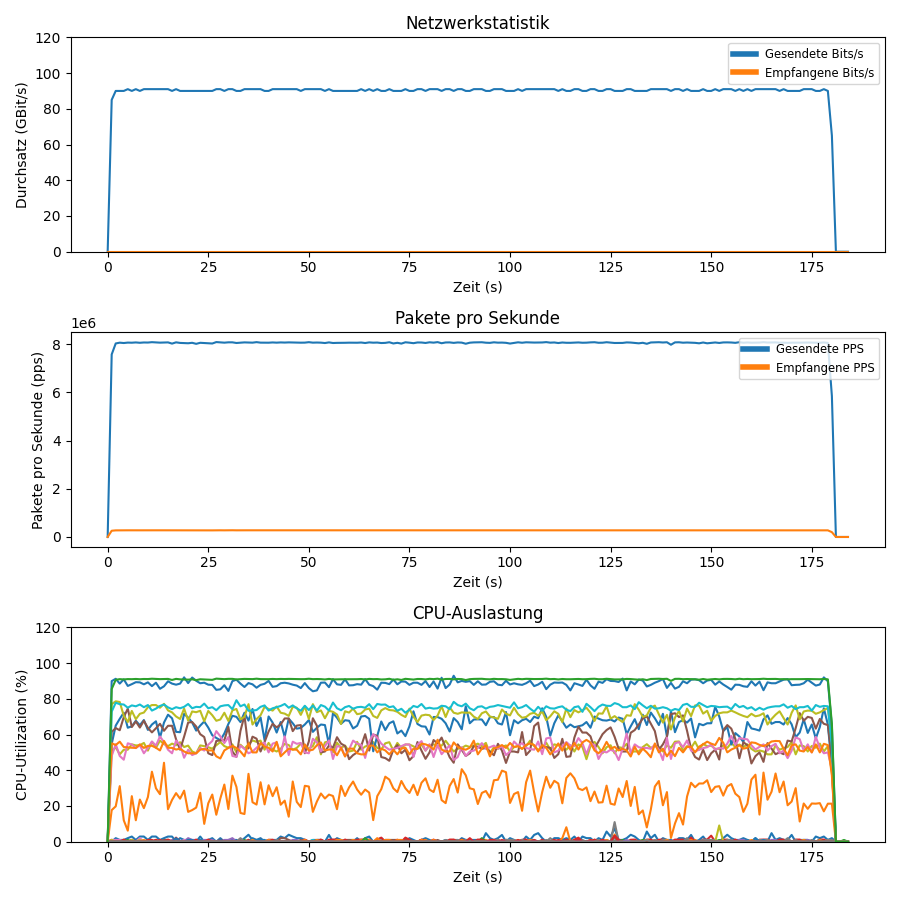 Netzwerkstatistik
Durchsatz (GBit/s)
120
100
80
60
40
20
0
Gesendete Bits/s
Empfangene Bits/s
0 25 50 75 100 125 150 175
Zeit (s)
Pakete pro Sekunde
1e6
Pakete pro Sekunde (pps)
8
6
4
2
0
Gesendete PPS
Empfangene PPS
0 25 50 75 100 125 150 175
Zeit (s)
CPU-Auslastung
CPU-Utilization (%)
120
100
80
60
40
20
0
0 25 50 75 100 125 150 175
Zeit (s)